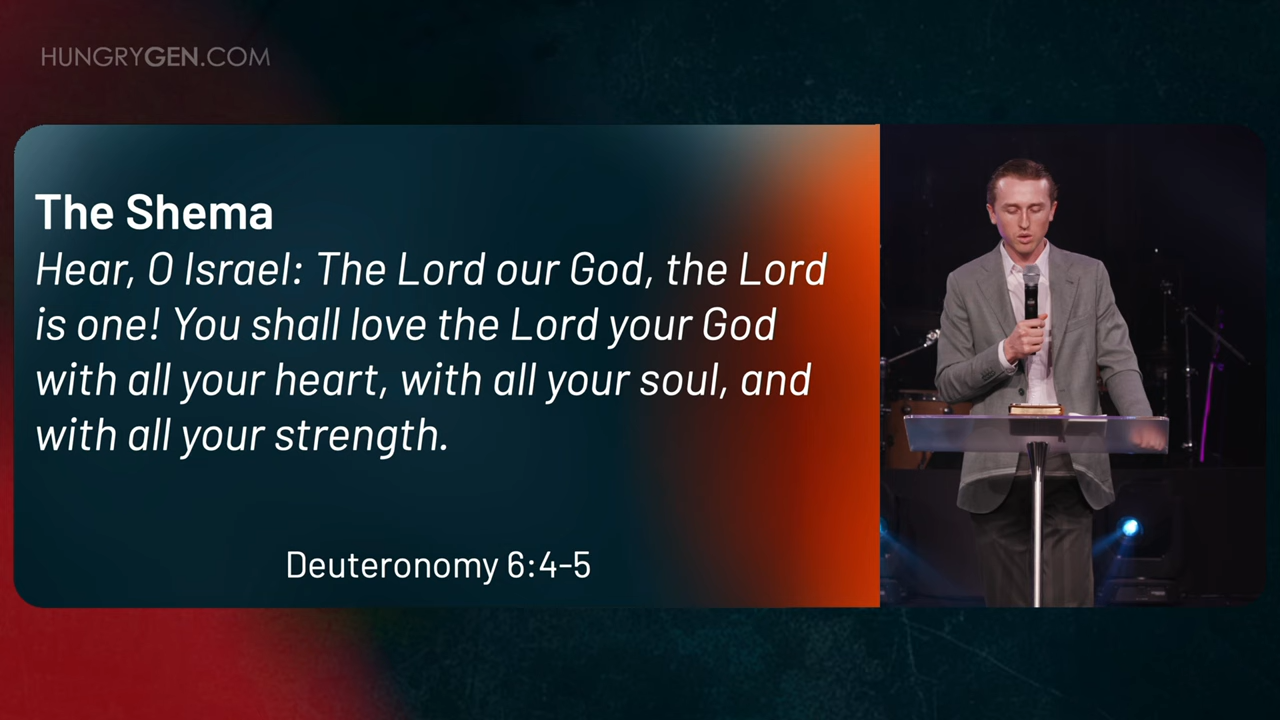 HUNGRYGEN.COM
The Shema
Hear, O Israel: The Lord our God, the Lord
is one! You shall love the Lord your God
with all your heart, with all your soul, and
with all your strength.
Deuteronomy 6:4-5